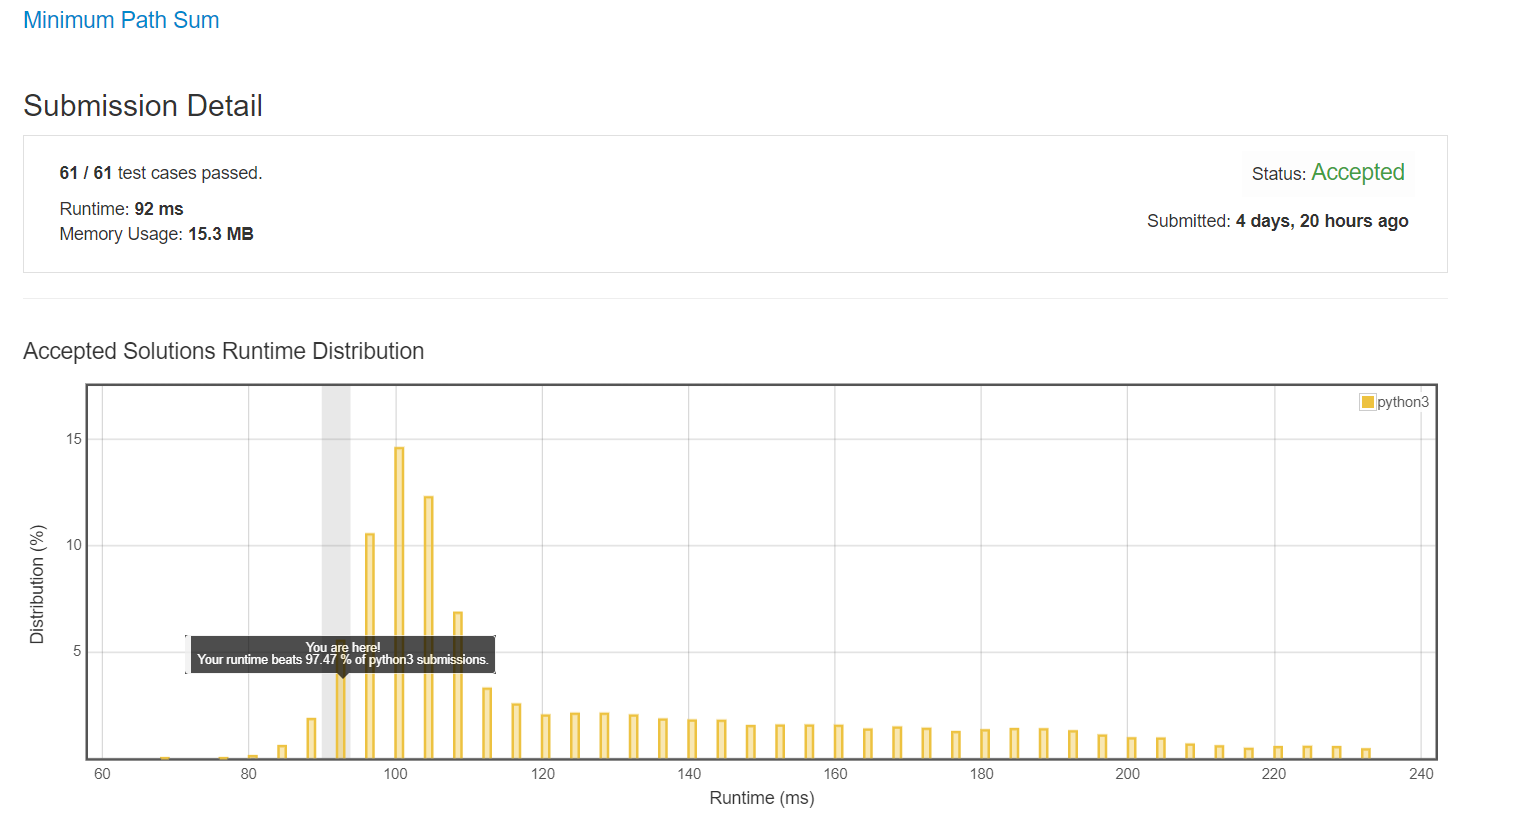 Minimum Path Sum
Submission Detail
61 / 61 test cases passed.
Status: Accepted
Runtime: 92 ms
Memory Usage: 15.3 MB
Submitted: 4 days, 20 hours ago
Accepted Solutions Runtime Distribution
python3
15
10
5
Distribution (%)
You are here!
Your runtime beats 97.47 % of python3 submissions.
60 80 100 120 140 160 180 200 220 240
Runtime (ms)